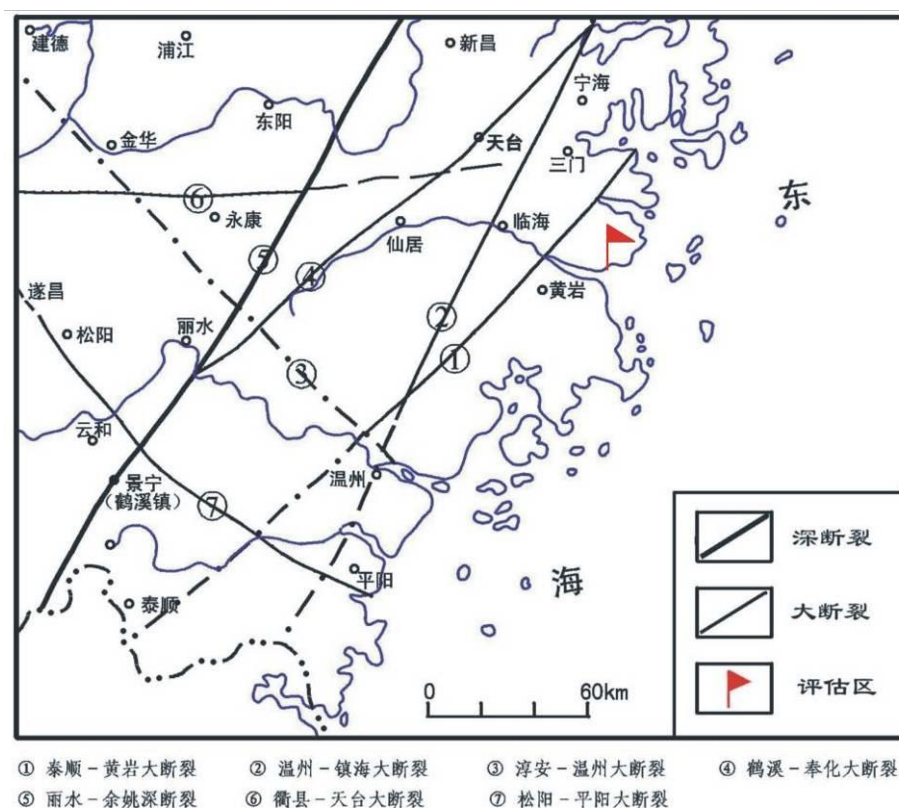 建德
浦江
新昌
宁海
东阳
金华
天台
三门
东
⑥
永康
仙居
临海
⑤
④
黄岩
遂昌
②
松阳
丽水
①
③
云和
温州
景宁
（鹤溪镇）
⑦
深断裂
海
平阳
泰顺
大断裂
评估区
0 60km
① 泰顺－黄岩大断裂 ② 温州－镇海大断裂 ③ 淳安－温州大断裂 ④ 鹤溪－奉化大断裂
⑤ 丽水－余姚深断裂 ⑥ 衢县－天台大断裂 ⑦ 松阳－平阳大断裂